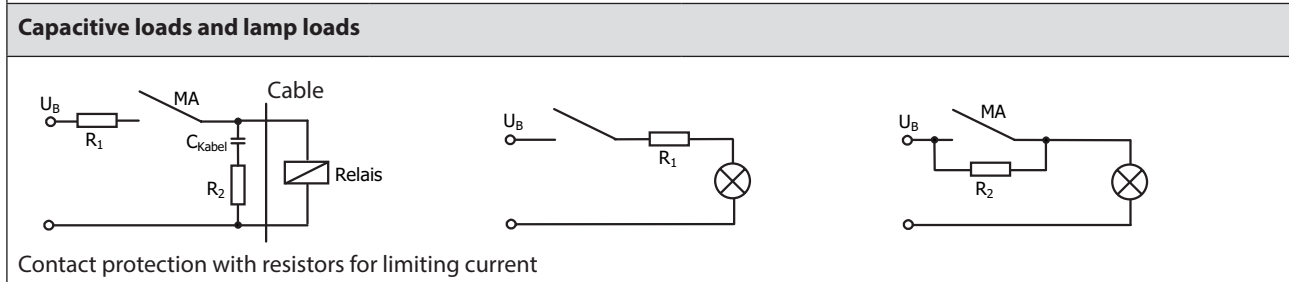 Capacitive loads and lamp loads
U_B
R_1
MA
Cable
C_Kabel
R_2
Relais
U_B
R_1
U_B
MA
R_2
Contact protection with resistors for limiting current